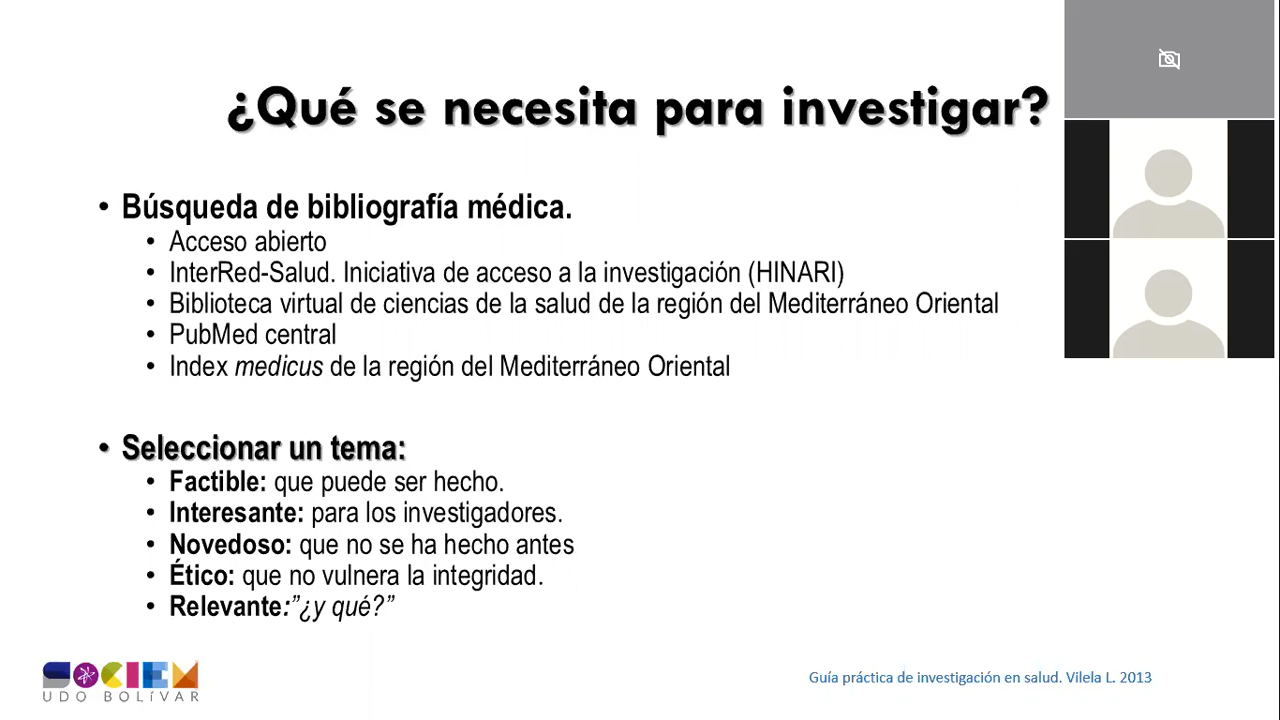 ¿Qué se necesita para investigar?
• Búsqueda de bibliografía médica.
• Acceso abierto
• InterRed-Salud. Iniciativa de acceso a la investigación (HINARI)
• Biblioteca virtual de ciencias de la salud de la región del Mediterráneo Oriental
• PubMed central
• Index medicus de la región del Mediterráneo Oriental
• Seleccionar un tema:
• Factible: que puede ser hecho.
• Interesante: para los investigadores.
• Novedoso: que no se ha hecho antes
• Ético: que no vulnera la integridad.
• Relevante:”¿y qué?”
SOCIEM
UDO BOLÍVAR
Guía práctica de investigación en salud. Vilela L. 2013